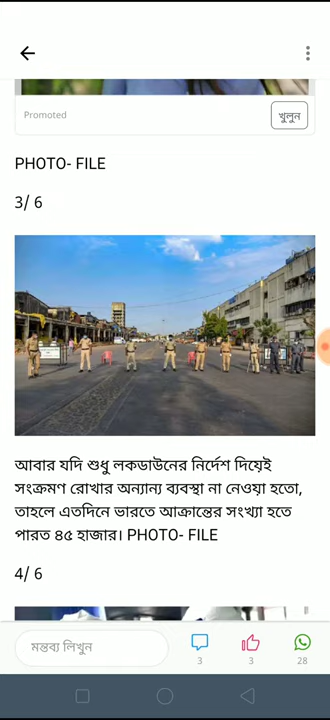 Promoted
খুলুন
PHOTO- FILE
3/ 6
আবার যদি শুধু লকডাউনের নির্দেশ দিয়েই
সংক্রমণ রোখার অন্যান্য ব্যবস্থা না নেওয়া হতো,
তাহলে এতদিনে ভারতে আক্রান্তের সংখ্যা হতে
পারত ৪৫ হাজার। PHOTO- FILE
4/ 6
মন্তব্য লিখুন
3
3
28